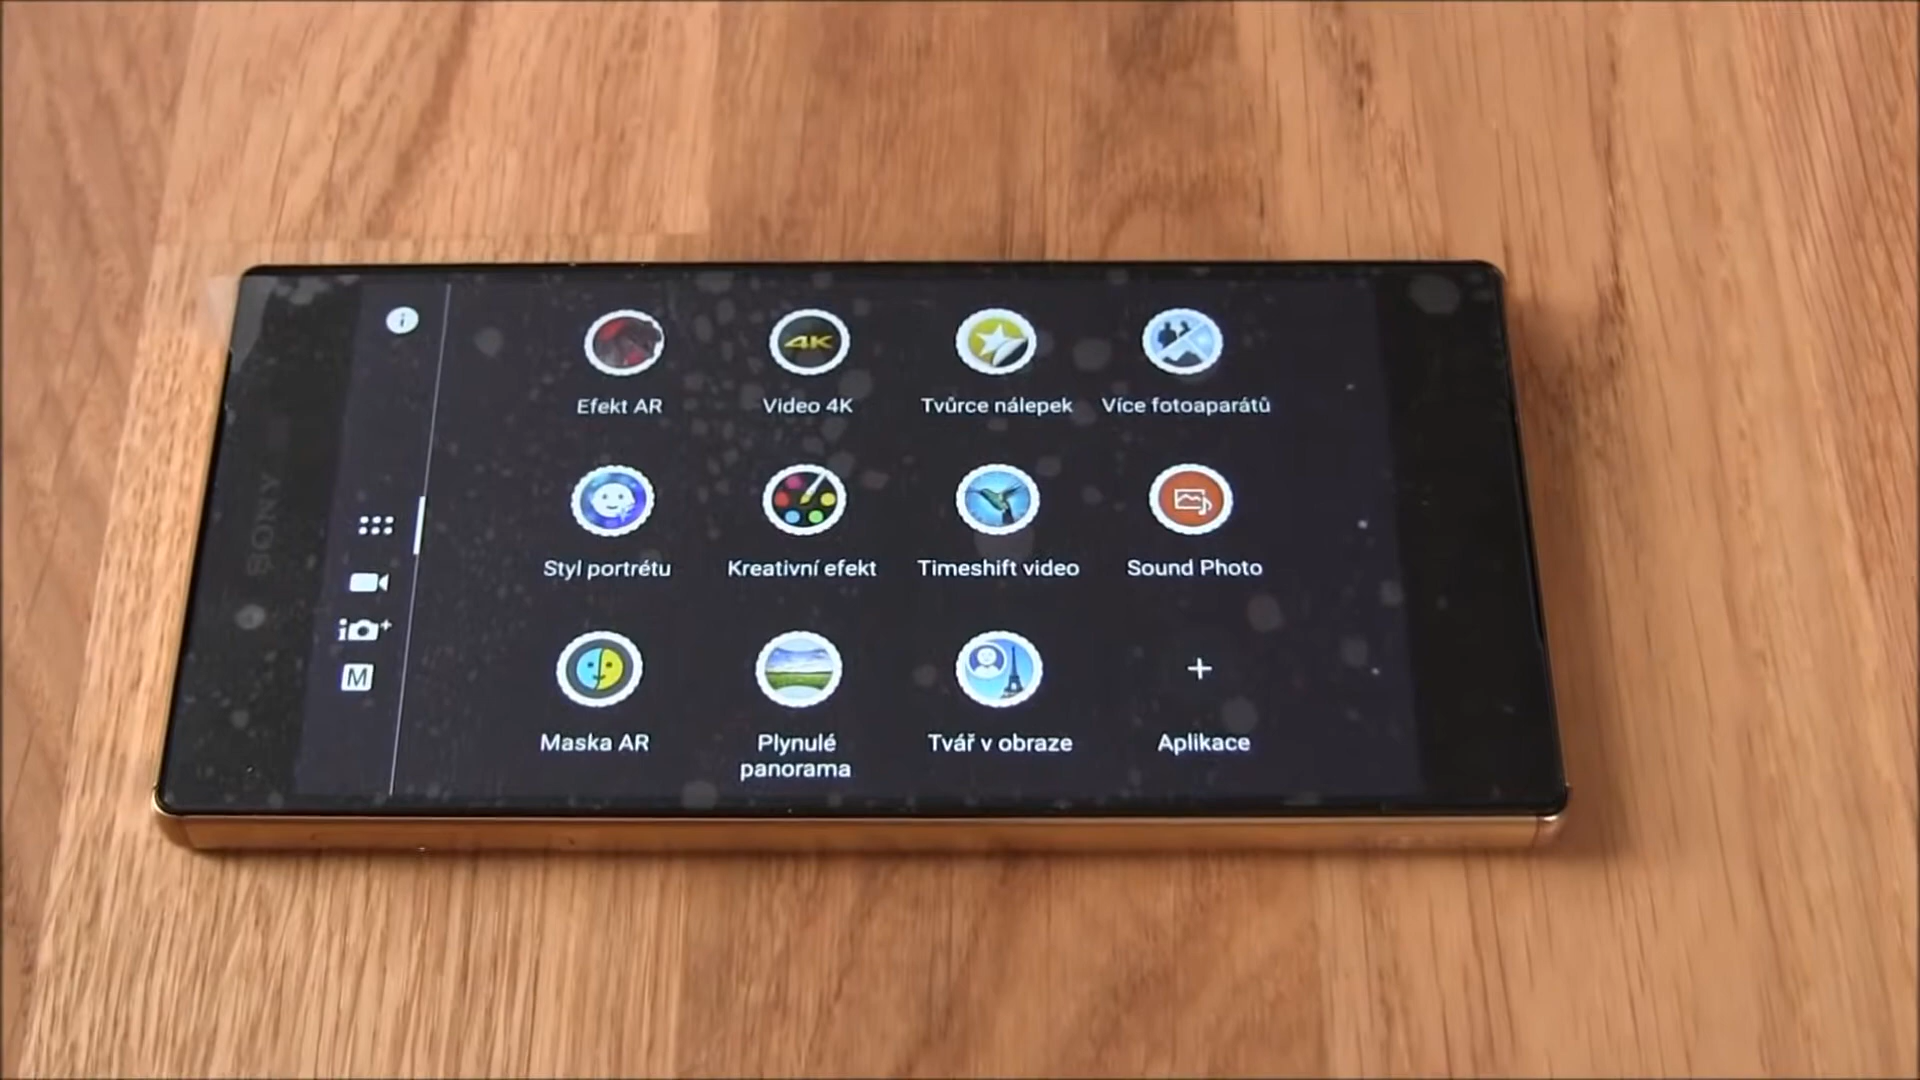 SONY
Efekt AR
4K
Video 4K
Tvůrce nálepek
Více fotoaparátů
Styl portrétu
Kreativní efekt
Timeshift video
Sound Photo
i
M
Maska AR
Plynulé
panorama
Tvář v obraze
Aplikace